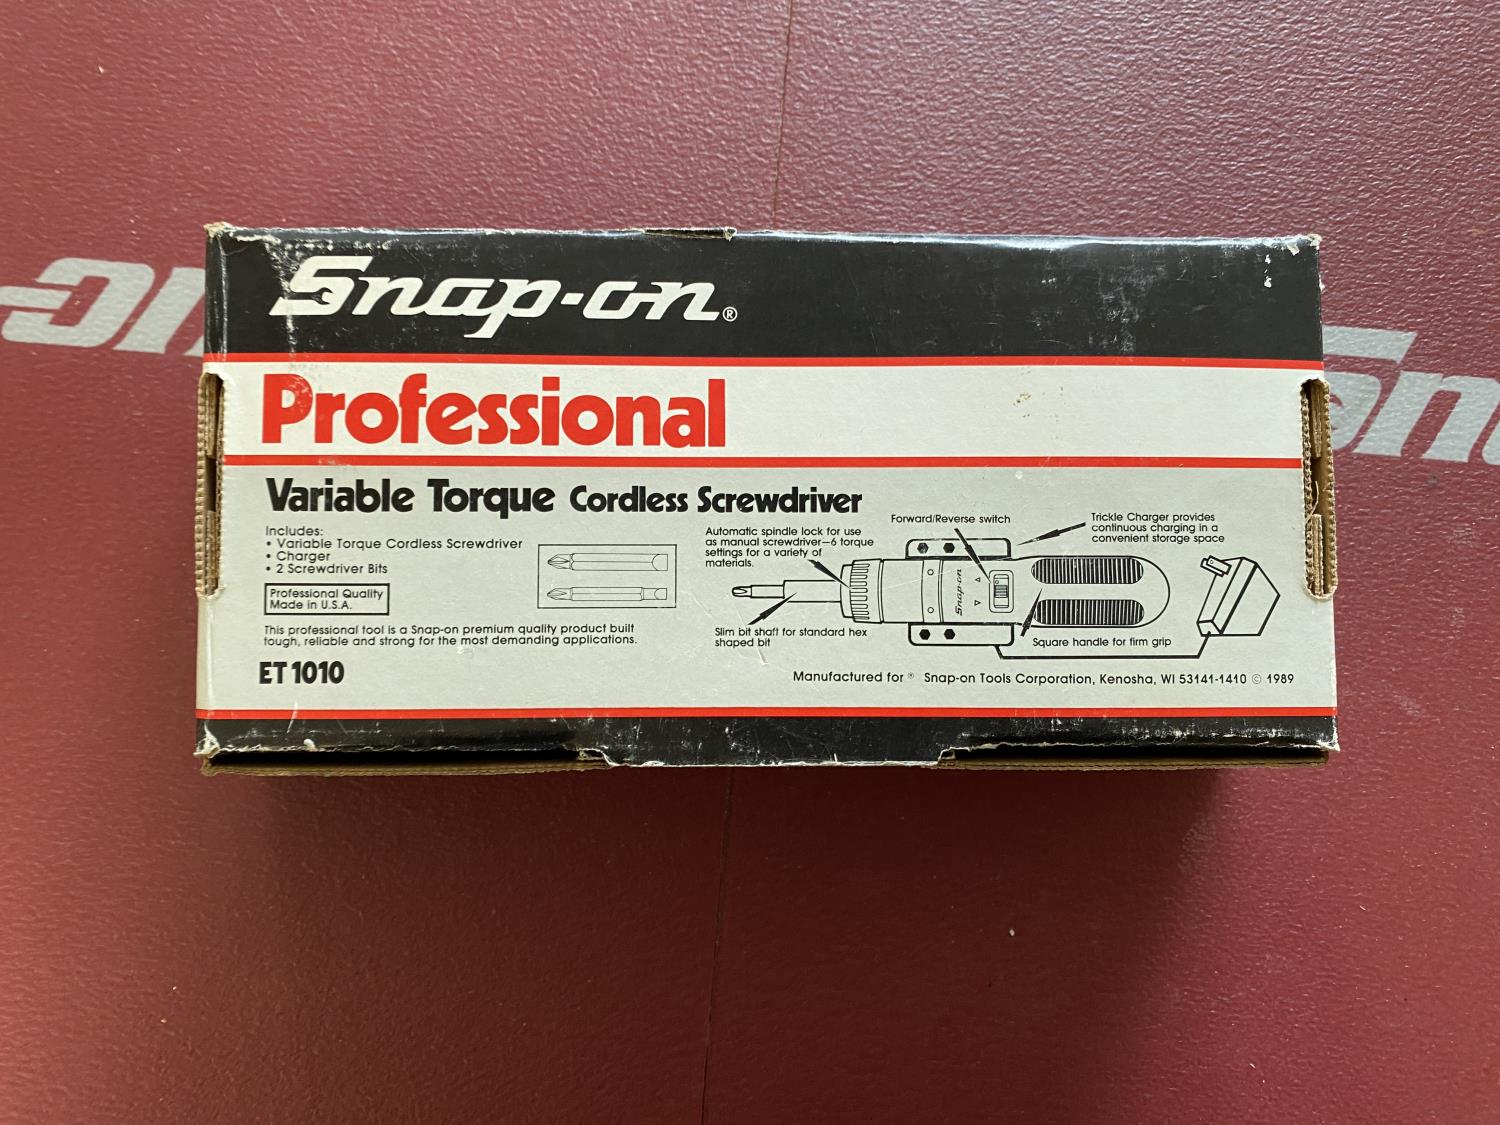 Snap-on®
Professional
Variable Torque Cordless Screwdriver
Includes:
• Variable Torque Cordless Screwdriver
• Charger
• 2 Screwdriver Bits
Professional Quality
Made in U.S.A.
This professional tool is a Snap-on premium quality product built
tough, reliable and strong for the most demanding applications.
ET 1010
Automatic spindle lock for use
as manual screwdriver—6 torque
settings for a variety of
materials.
Forward/Reverse switch
Trickle Charger provides
continuous charging in a
convenient storage space
Snap-on
Slim bit shaft for standard hex
shaped bit
Square handle for firm grip
Manufactured for ® Snap-on Tools Corporation, Kenosha, WI 53141-1410 © 1989